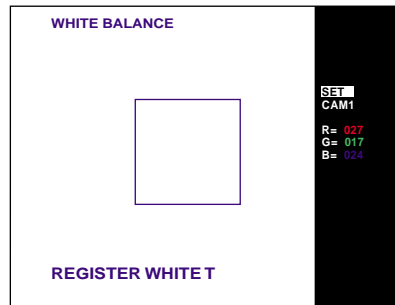 WHITE BALANCE
SET
CAM1
R= 027
G= 017
B= 024
REGISTER WHITE T